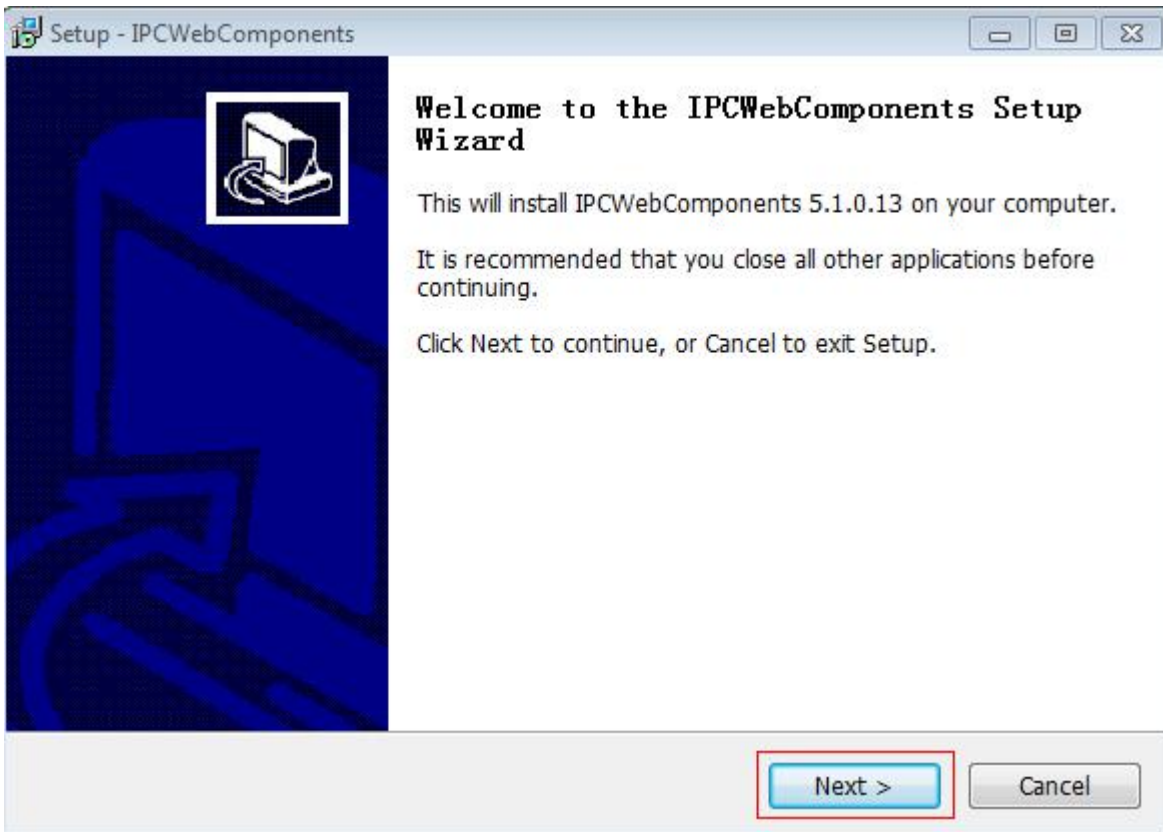 Setup - IPCWebComponents
Welcome to the IPCWebComponents Setup
Wizard
This will install IPCWebComponents 5.1.0.13 on your computer.
It is recommended that you close all other applications before
continuing.
Click Next to continue, or Cancel to exit Setup.
Next >
Cancel